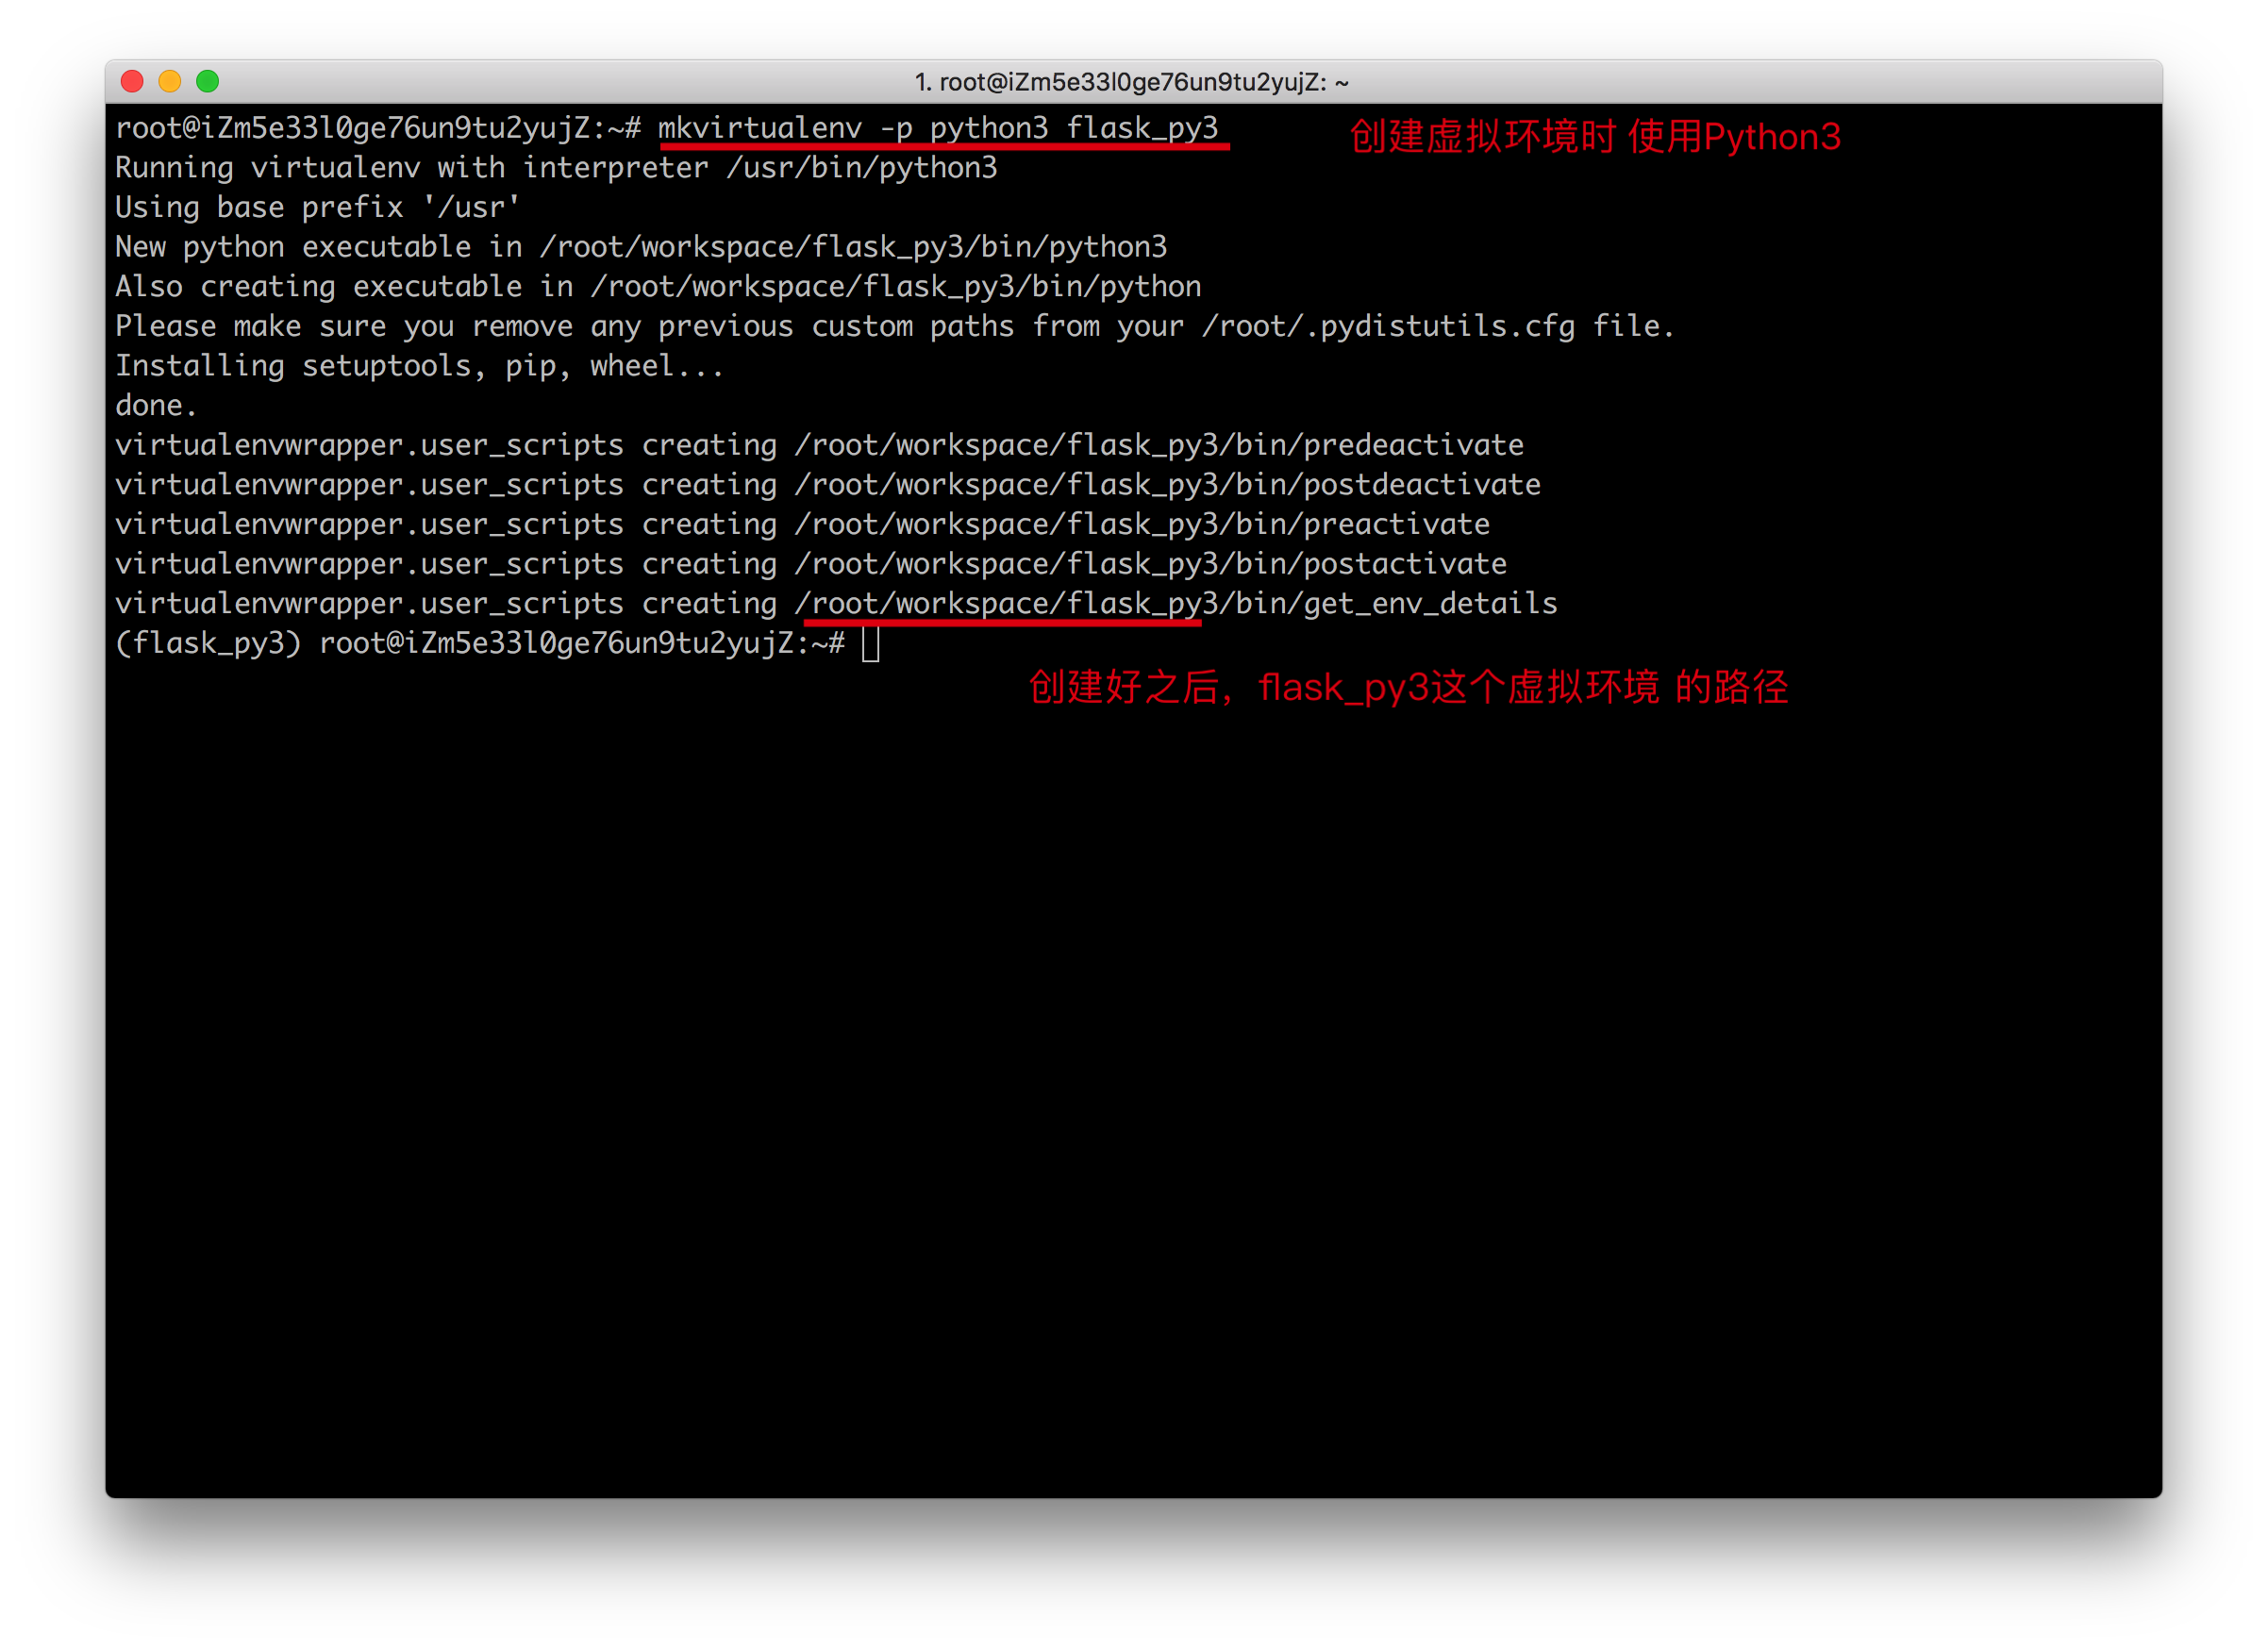 1. root@iZm5e33l0ge76un9tu2yujZ: ~
root@iZm5e33l0ge76un9tu2yujZ:~# mkvirtualenv -p python3 flask_py3
创建虚拟环境时 使用Python3
Running virtualenv with interpreter /usr/bin/python3
Using base prefix '/usr'
New python executable in /root/workspace/flask_py3/bin/python3
Also creating executable in /root/workspace/flask_py3/bin/python
Please make sure you remove any previous custom paths from your /root/.pydistutils.cfg file.
Installing setuptools, pip, wheel...
done.
virtualenvwrapper.user_scripts creating /root/workspace/flask_py3/bin/predeactivate
virtualenvwrapper.user_scripts creating /root/workspace/flask_py3/bin/postdeactivate
virtualenvwrapper.user_scripts creating /root/workspace/flask_py3/bin/preactivate
virtualenvwrapper.user_scripts creating /root/workspace/flask_py3/bin/postactivate
virtualenvwrapper.user_scripts creating /root/workspace/flask_py3/bin/get_env_details
(flask_py3) root@iZm5e33l0ge76un9tu2yujZ:~#
创建好之后，flask_py3这个虚拟环境 的路径